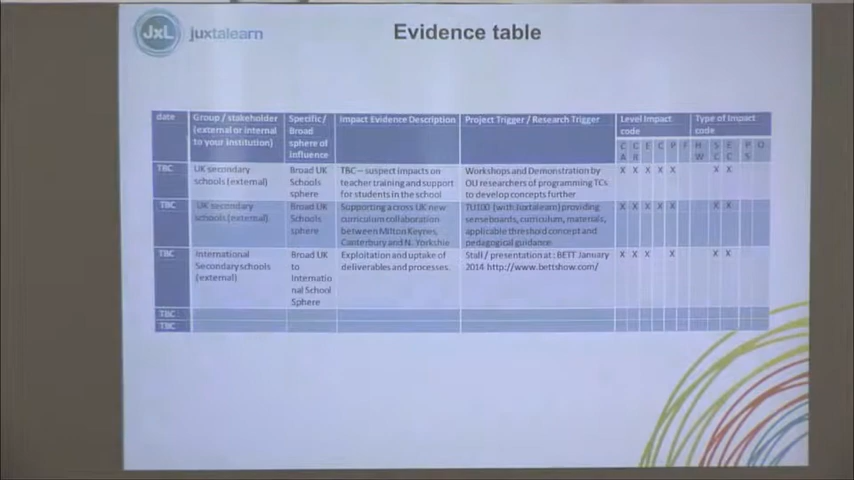 JxL juxtalearn
Evidence table
date
Group / stakeholder
(external or internal
to your institution)
Specific /
Broad
sphere of
Influence
Impact Evidence Description
Project Trigger / Research Trigger
Level Impact
code
Type of Impact
code
C
A
C
R
E
C
P
F
H
W
S
C
E
C
P
S
O
TBC
UK secondary
schools (external)
Broad UK
Schools
sphere
TBC – suspect impacts on
teacher training and support
for students in the school
Workshops and Demonstration by
OU researchers of programming TCs
to develop concepts further
X X X X X X X
TBC
UK secondary
schools (external)
Broad UK
Schools
sphere
Supporting across UK new
curriculum collaboration
between Milton Keynes,
Canterbury and N. Yorkshie
TU100 (with Juxtalearn) providing
senseboards, curriculum, materials,
applicable threshold concept and
pedagogical guidance
X X X X X X X
TBC
International
Secondary schools
(external)
Broad UK
to
Internatio
nal School
Sphere
Exploitation and uptake of
deliverables and processes.
Stall / presentation at : BETT January
2014 http://www.bettshow.com/
X X X X X X
TBC
TBC